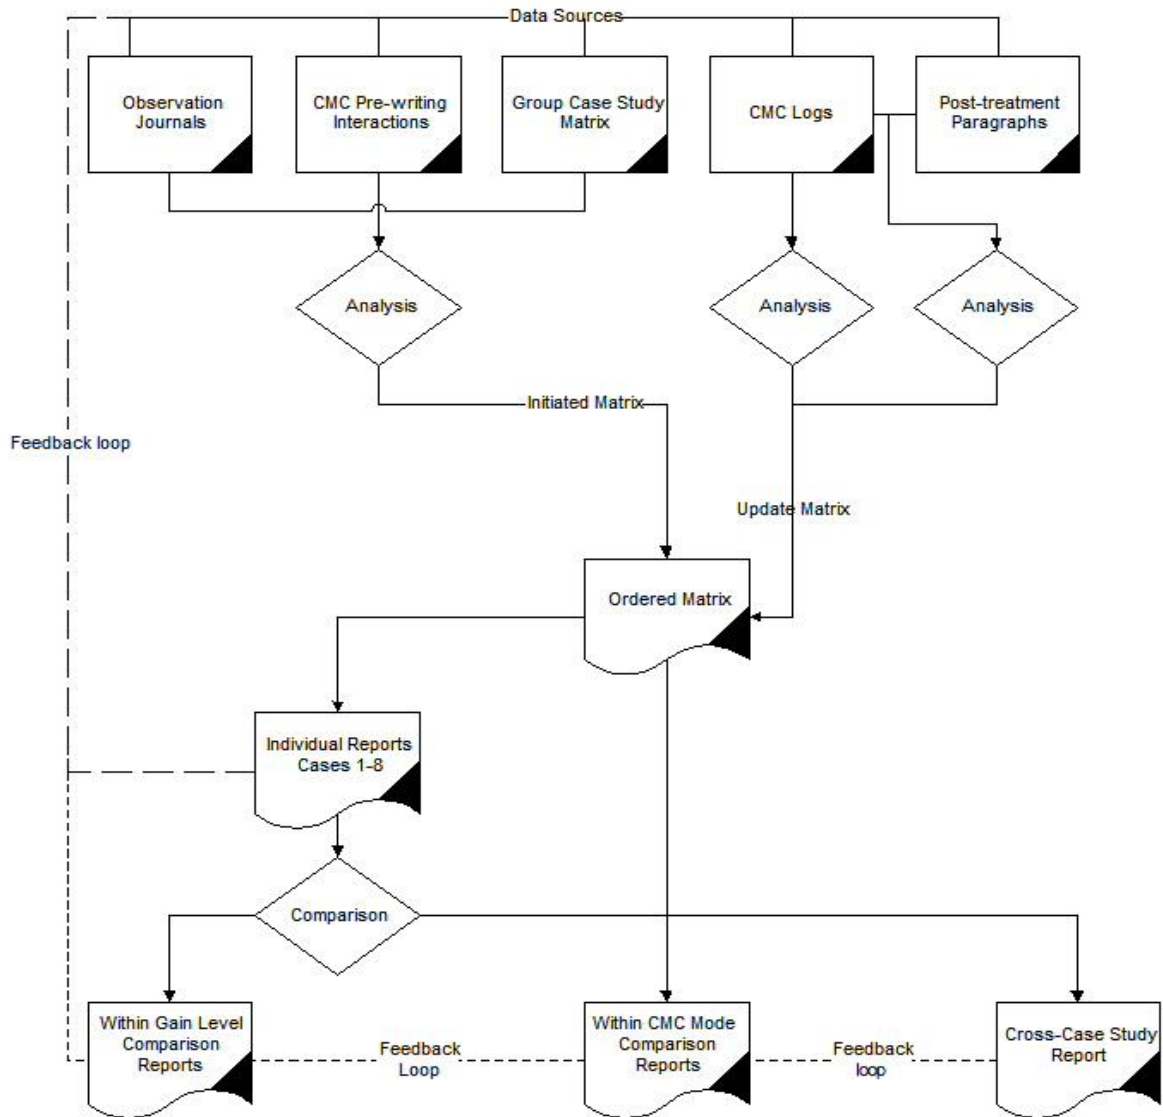 Data Sources
Observation
Journals
CMC Pre-writing
Interactions
Group Case Study
Matrix
CMC Logs
Post-treatment
Paragraphs
Analysis
Analysis
Analysis
Initiated Matrix
Feedback loop
Update Matrix
Ordered Matrix
Individual Reports
Cases 1-8
Comparison
Within Gain Level
Comparison
Reports
Feedback
Loop
Within CMC Mode
Comparison
Reports
Feedback
loop
Cross-Case Study
Report